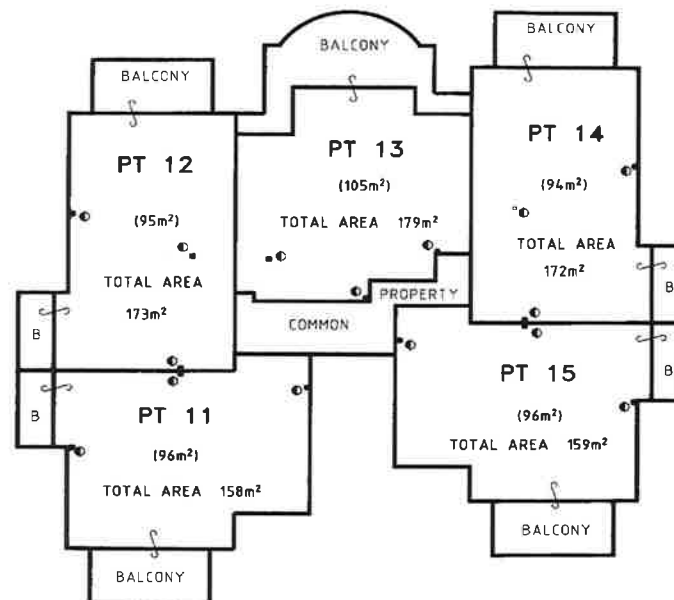 BALCONY
PT 12
(95m²)
TOTAL AREA
173m²
B
BALCONY
PT 13
(105m²)
TOTAL AREA 179m²
BALCONY
PT 14
(94m²)
TOTAL AREA
172m²
B
COMMON
PROPERTY
B
PT 11
(96m²)
TOTAL AREA 158m²
BALCONY
PT 15
(96m²)
TOTAL AREA 159m²
B
BALCONY